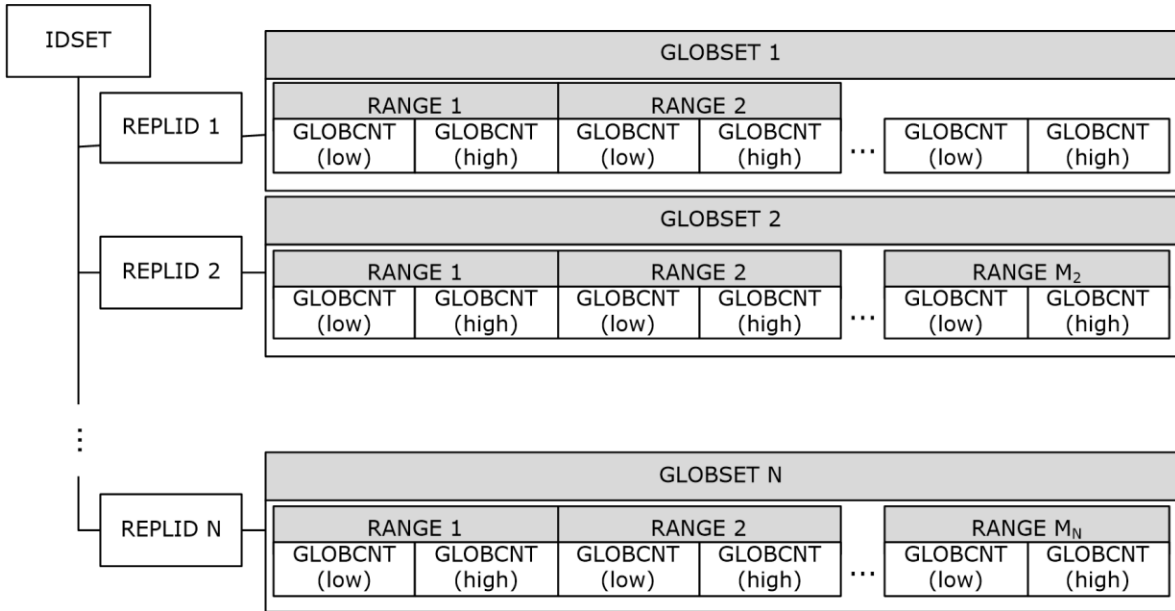 IDSET
GLOBSET 1
REPLID 1
RANGE 1 RANGE 2
GLOBCNT GLOBCNT GLOBCNT GLOBCNT GLOBCNT GLOBCNT
(low) (high) (low) (high) ... (low) (high)
GLOBSET 2
REPLID 2
RANGE 1 RANGE 2 RANGE M₂
GLOBCNT GLOBCNT GLOBCNT GLOBCNT GLOBCNT GLOBCNT
(low) (high) (low) (high) ... (low) (high)
...
GLOBSET N
REPLID N
RANGE 1 RANGE 2 RANGE Mɴ
GLOBCNT GLOBCNT GLOBCNT GLOBCNT GLOBCNT GLOBCNT
(low) (high) (low) (high) ... (low) (high)